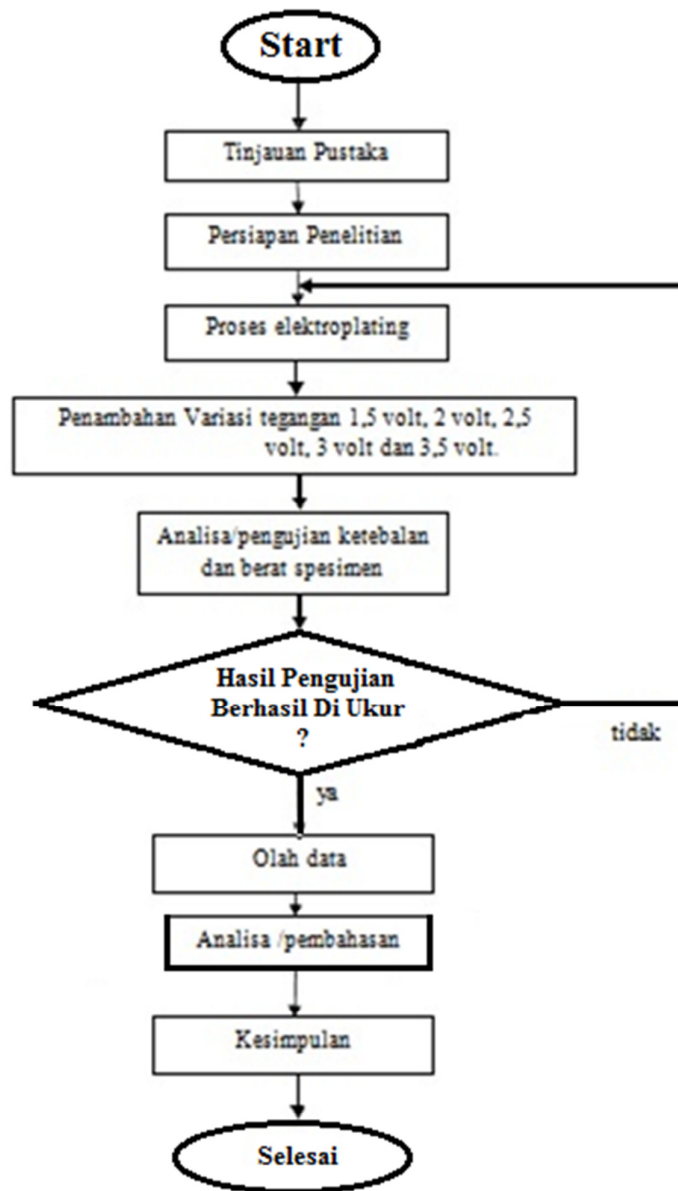 Start
Tinjauan Pustaka
Persiapan Penelitian
Proses elektroplating
Penambahan Variasi tegangan 1,5 volt, 2 volt, 2,5
volt, 3 volt dan 3,5 volt.
Analisa/pengujian ketebalan
dan berat spesimen
Hasil Pengujian
Berhasil Di Ukur
?
tidak
ya
Olah data
Analisa /pembahasan
Kesimpulan
Selesai